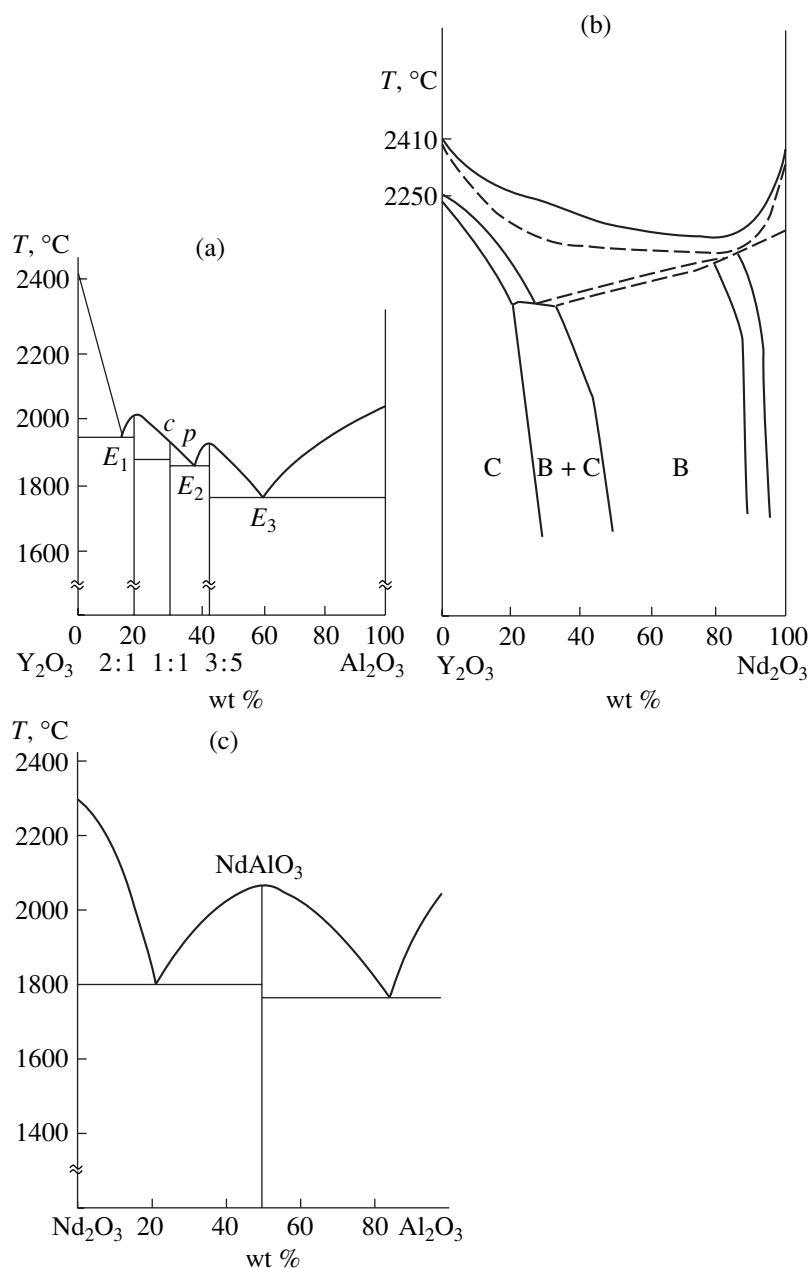 (a)
T, °C
2400
2200
2000
1800
1600
c
p
E₁
E₂
E₃
0 20 40 60 80 100
Y₂O₃ 2:1 1:1 3:5 Al₂O₃
wt %
(b)
T, °C
2410
2250
C B + C B
0 20 40 60 80 100
Y₂O₃ Nd₂O₃
wt %
(c)
T, °C
2400
2200
2000
1800
1600
1400
NdAlO₃
Nd₂O₃ 20 40 60 80 Al₂O₃
wt %